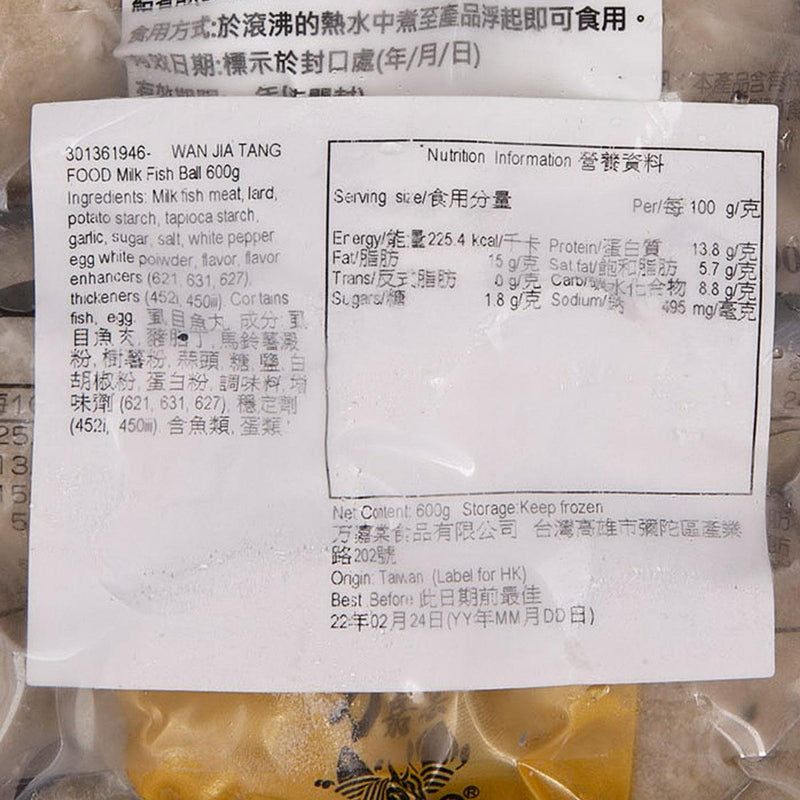 食用方式:於滾沸的熱水中煮至產品浮起即可食用。
有效日期:標示於封口處(年/月/日)
本產品含有
301361946- WAN JIA TANG
FOOD Milk Fish Ball 600g
Ingredients: Milk fish meat, lard,
potato starch, tapioca starch,
garlic, sugar, salt, white pepper
egg white poiwder, flavor, flavor
enhancers (621, 631, 627),
thickeners (452i, 450iii). Contains
fish, egg. 虱目魚丸, 成分:虱
目魚肉, 豬脂丁, 馬鈴薯澱
粉, 樹薯粉, 蒜頭, 糖, 鹽, 白
胡椒粉, 蛋白粉, 調味料, 增
味劑 (621, 631, 627), 穩定劑
(452i, 450iii). 含魚類, 蛋類
Nutrition Information 營養資料
Serving size/食用分量 Per/每 100 g/克
Energy/能量 225.4 kcal/千卡 Protein/蛋白質 13.8 g/克
Fat/脂肪 15 g/克 Sat fat/飽和脂肪 5.7 g/克
Trans/反式脂肪 0 g/克 Carb/碳水化合物 8.8 g/克
Sugars/糖 1.8 g/克 Sodium/鈉 495 mg/毫克
Net Content: 600g Storage:Keep frozen
万嘉業食品有限公司 台灣高雄市彌陀區產業
路202號
Origin: Taiwan (Label for HK)
Best Before 此日期前最佳
22年02月24日(YY年MM月DD日)
®